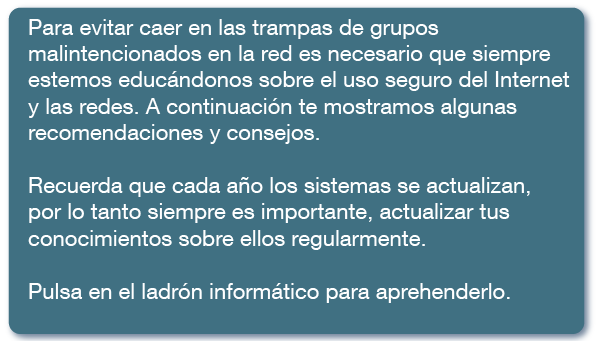 Para evitar caer en las trampas de grupos
malintencionados en la red es necesario que siempre
estemos educándonos sobre el uso seguro del Internet
y las redes. A continuación te mostramos algunas
recomendaciones y consejos.
Recuerda que cada año los sistemas se actualizan,
por lo tanto siempre es importante, actualizar tus
conocimientos sobre ellos regularmente.
Pulsa en el ladrón informático para aprehenderlo.